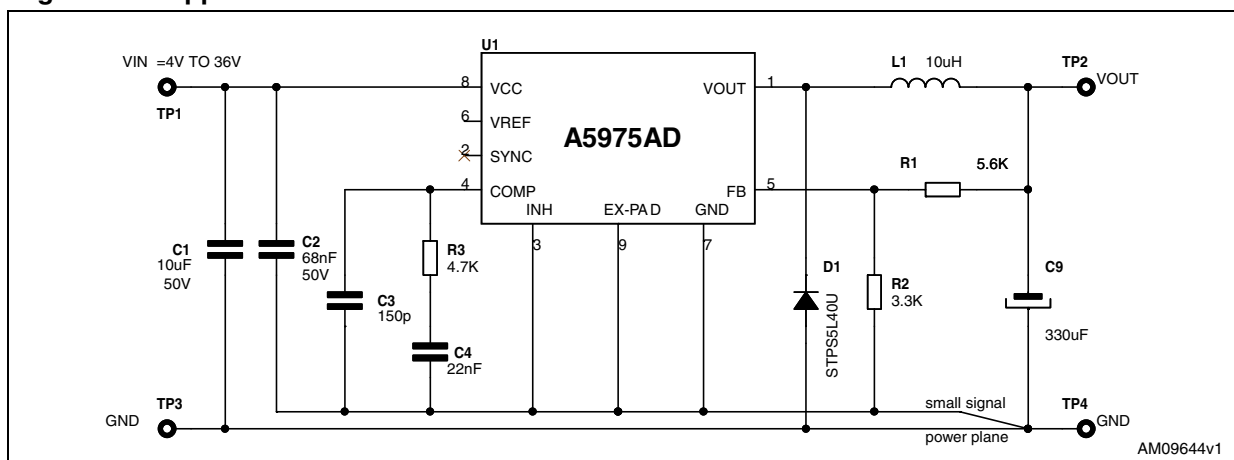 U1
VIN =4V TO 36V
TP1
8
VCC
6
VREF
2
SYNC
4
COMP
A5975AD
VOUT
1
FB
5
INH
EX-PAD
GND
3
9
7
L1 10uH
TP2
VOUT
R1 5.6K
C1
10uF
50V
C2
68nF
50V
C3
150p
R3
4.7K
C4
22nF
D1
STPS5L40U
R2
3.3K
C9
330uF
TP3
GND
small signal
power plane
TP4
GND
AM09644v1